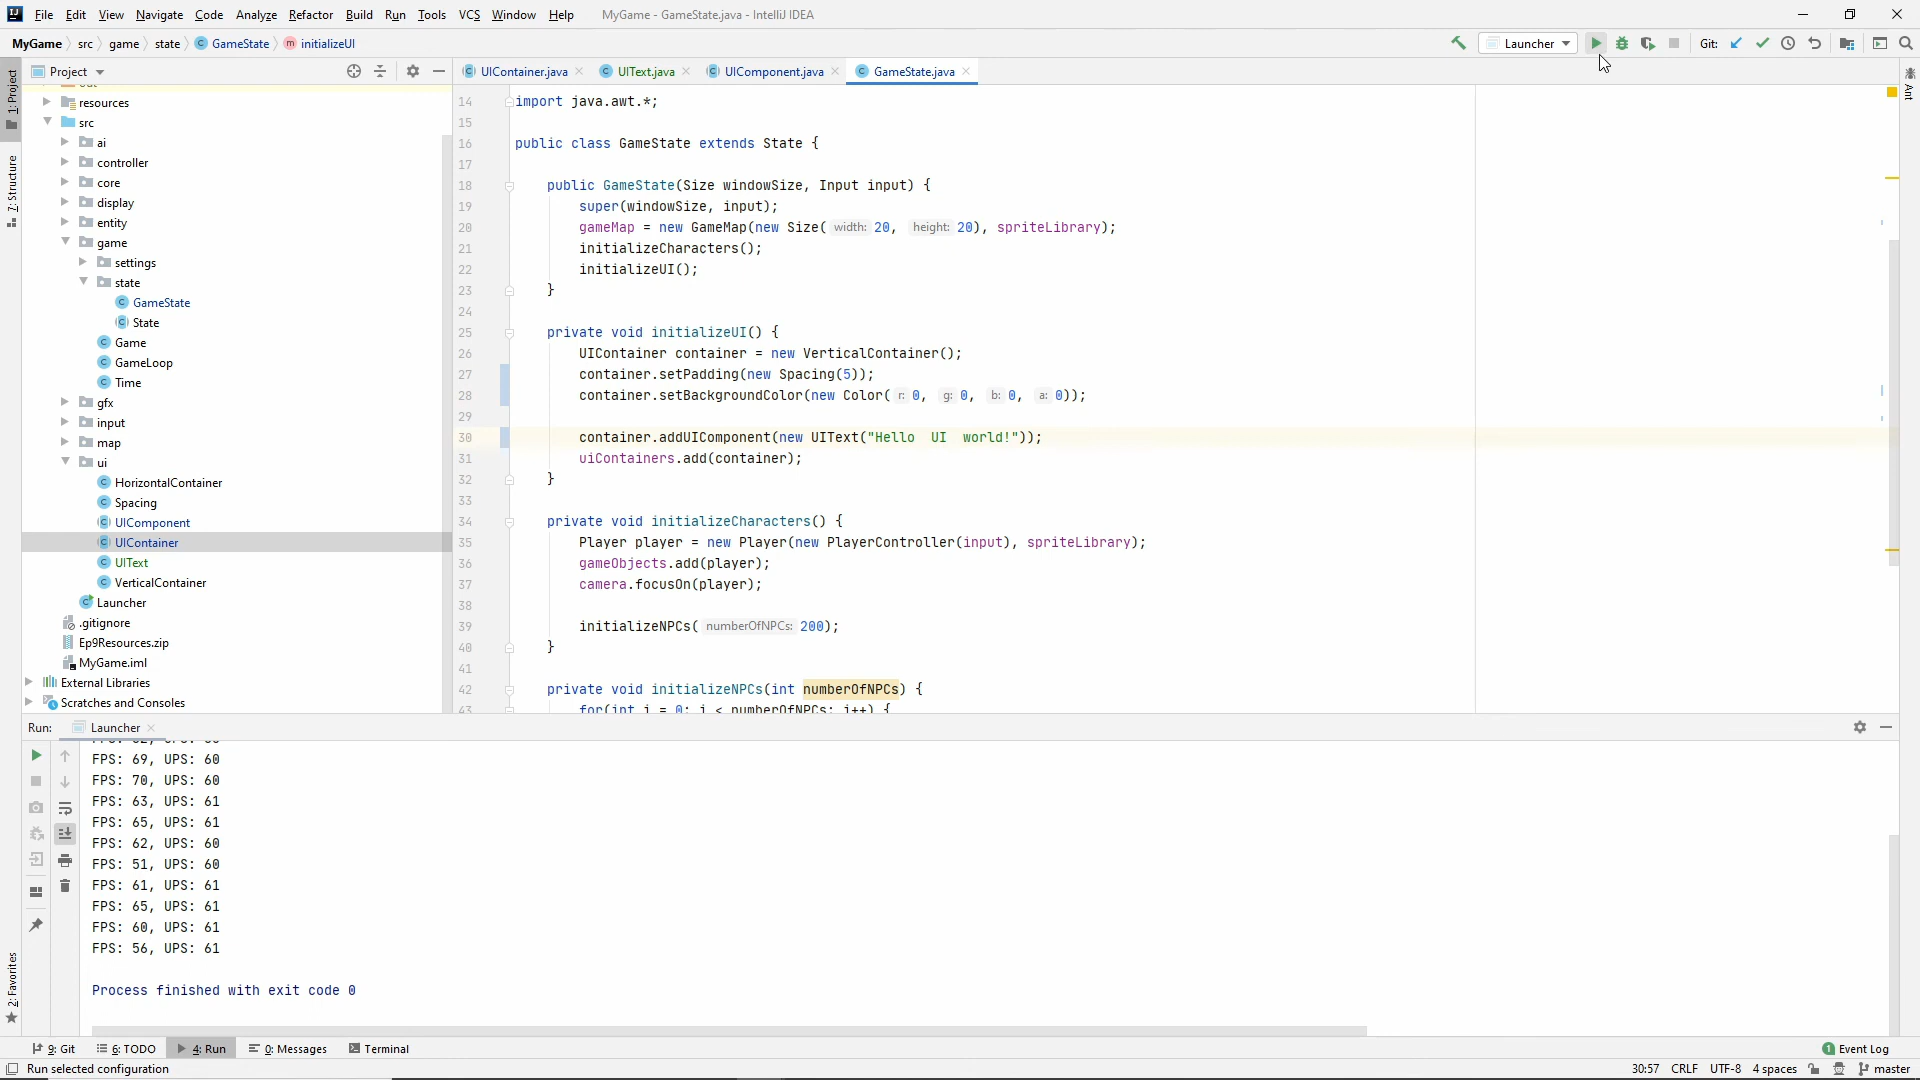 IJ File Edit View Navigate Code Analyze Refactor Build Run Tools VCS Window Help MyGame - GameState.java - IntelliJ IDEA
MyGame src game state GameState initializeUI Launcher Git:
1: Project
7: Structure
2: Favorites
Project
resources
src
ai
controller
core
display
entity
game
settings
state
GameState
State
Game
GameLoop
Time
gfx
input
map
ui
HorizontalContainer
Spacing
UIComponent
UIContainer
UIText
VerticalContainer
Launcher
.gitignore
Ep9Resources.zip
MyGame.iml
External Libraries
Scratches and Consoles
UIContainer.java UIText.java UIComponent.java GameState.java
Ant
14 import java.awt.*;
15
16 public class GameState extends State {
17
18 public GameState(Size windowSize, Input input) {
19 super(windowSize, input);
20 gameMap = new GameMap(new Size( width: 20, height: 20), spriteLibrary);
21 initializeCharacters();
22 initializeUI();
23 }
24
25 private void initializeUI() {
26 UIContainer container = new VerticalContainer();
27 container.setPadding(new Spacing(5));
28 container.setBackgroundColor(new Color( r: 0, g: 0, b: 0, a: 0));
29
30 container.addUIComponent(new UIText("Hello  UI  world!"));
31 uiContainers.add(container);
32 }
33
34 private void initializeCharacters() {
35 Player player = new Player(new PlayerController(input), spriteLibrary);
36 gameObjects.add(player);
37 camera.focusOn(player);
38
39 initializeNPCs( numberOfNPCs: 200);
40 }
41
42 private void initializeNPCs(int numberOfNPCs) {
43 for(int i = 0; i < numberOfNPCs; i++) {
Run: Launcher
FPS: 69, UPS: 60
FPS: 70, UPS: 60
FPS: 63, UPS: 61
FPS: 65, UPS: 61
FPS: 62, UPS: 60
FPS: 51, UPS: 60
FPS: 61, UPS: 61
FPS: 65, UPS: 61
FPS: 60, UPS: 61
FPS: 56, UPS: 61
Process finished with exit code 0
9: Git 6: TODO 4: Run 0: Messages Terminal 1 Event Log
Run selected configuration 30:57 CRLF UTF-8 4 spaces master